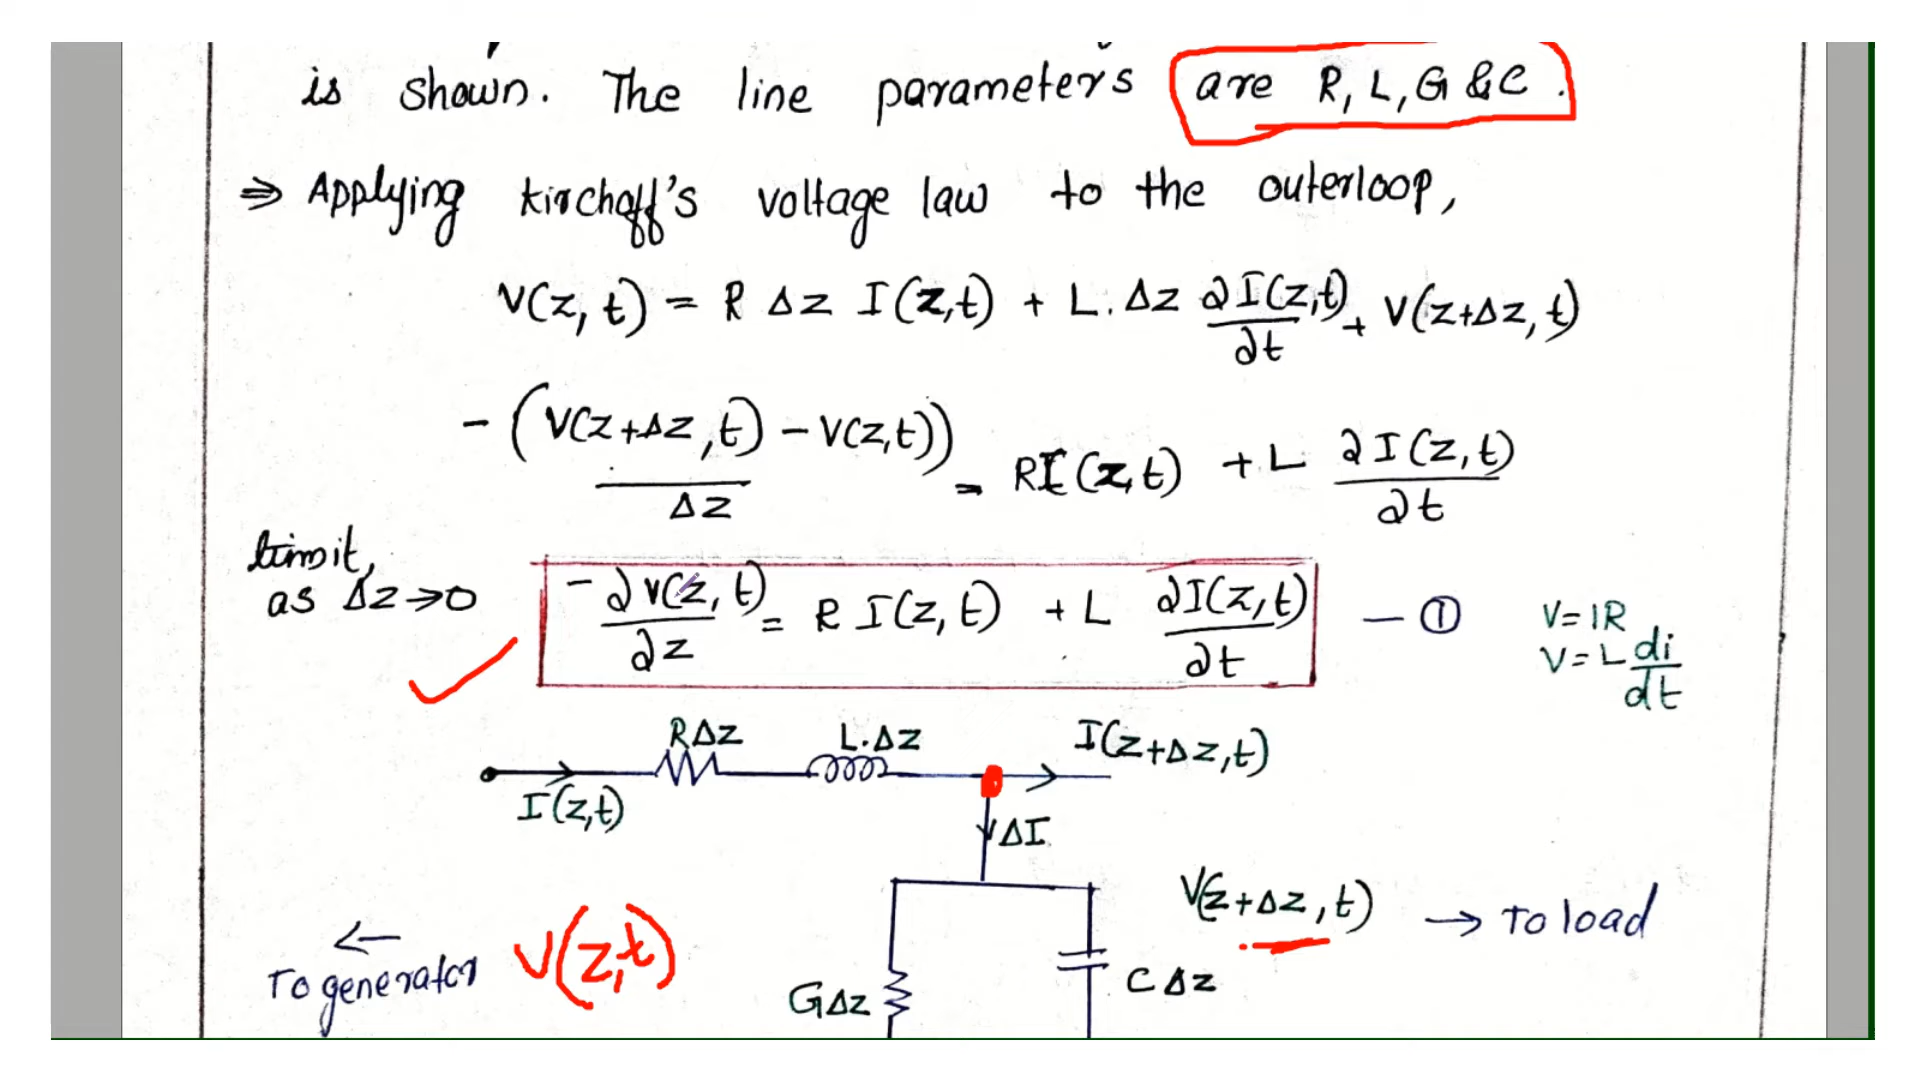 is shown. The line parameters are R, L, G & C.
⇒ Applying kirchoff's voltage law to the outerloop,
V(z, t) = R Δz I(z,t) + L. Δz ∂I(z,t)/∂t + V(z+Δz, t)
- (V(z+Δz, t) - V(z,t))/Δz = RI(z,t) + L ∂I(z,t)/∂t
limit,
as Δz→0
-∂V(z, t)/∂z = R I(z, t) + L ∂I(z,t)/∂t — ①
V=IR
V=L di/dt
RΔz L.Δz I(z+Δz,t)
I(z,t)
ΔI
V(z+Δz, t) → To load
← To generator V(z,t)
GΔz CΔz